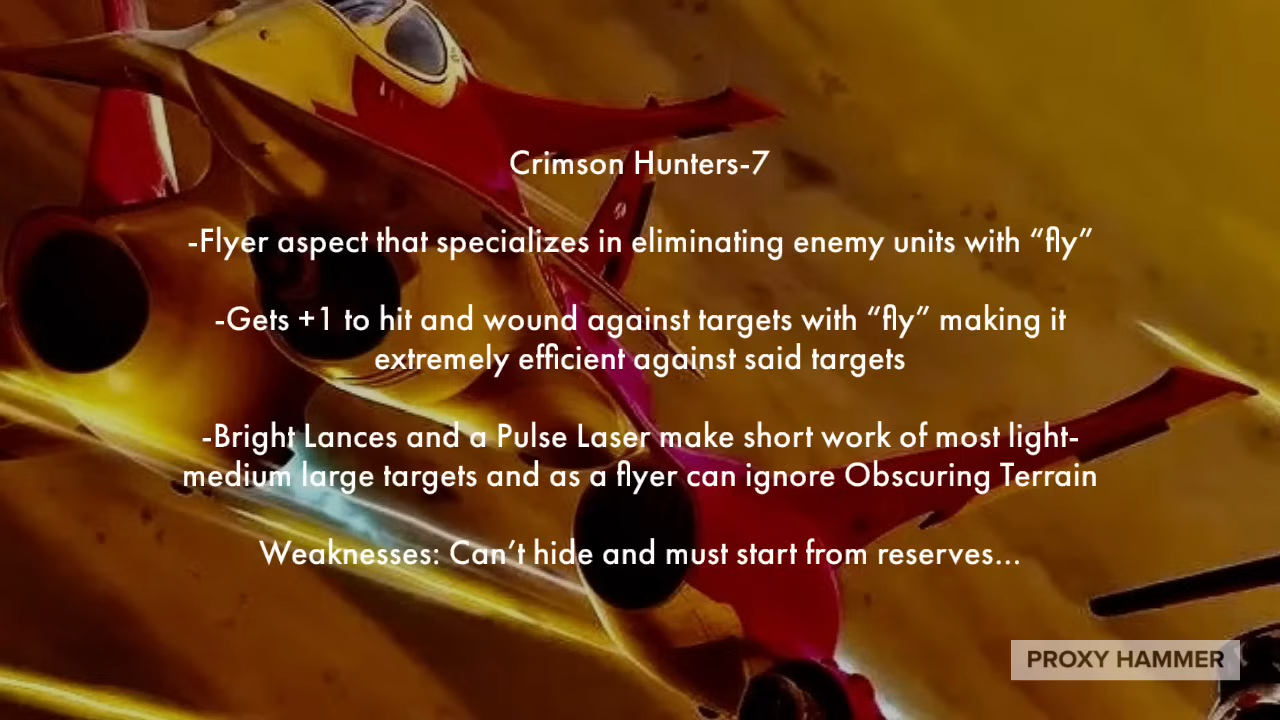 Crimson Hunters-7
-Flyer aspect that specializes in eliminating enemy units with “fly”
-Gets +1 to hit and wound against targets with “fly” making it
extremely efficient against said targets
-Bright Lances and a Pulse Laser make short work of most light-
medium large targets and as a flyer can ignore Obscuring Terrain
Weaknesses: Can’t hide and must start from reserves...
PROXY HAMMER